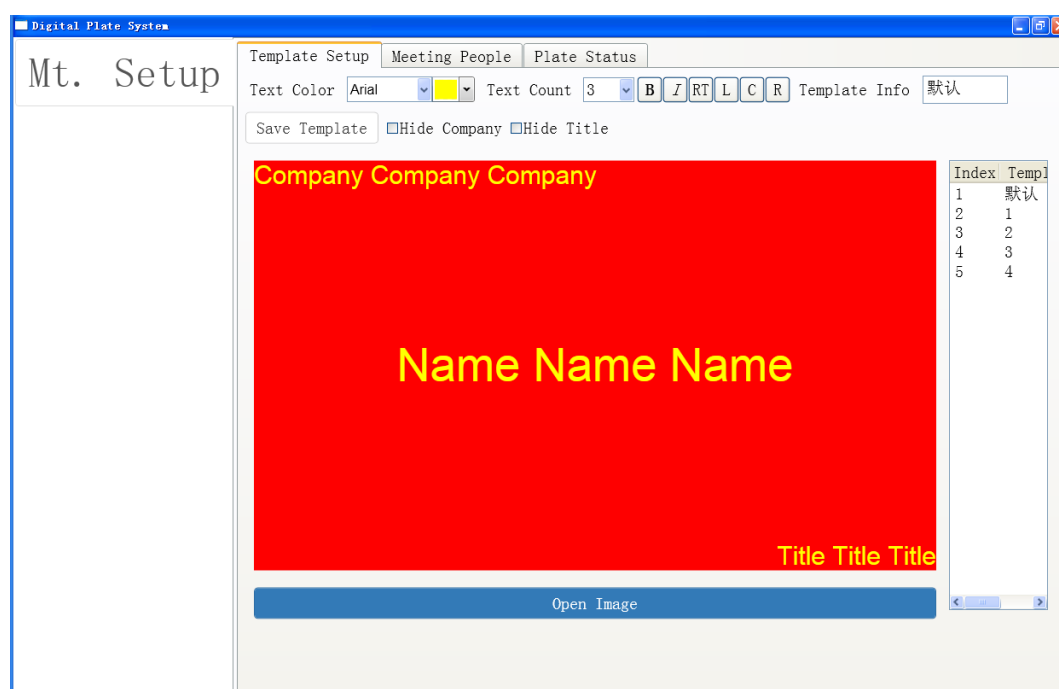 Digital Plate System
Mt. Setup
Template Setup Meeting People Plate Status
Text Color Arial Text Count 3 B I RT L C R Template Info 默认
Save Template Hide Company Hide Title
Company Company Company
Name Name Name
Title Title Title
Open Image
Index Templ
1 默认
2 1
3 2
4 3
5 4